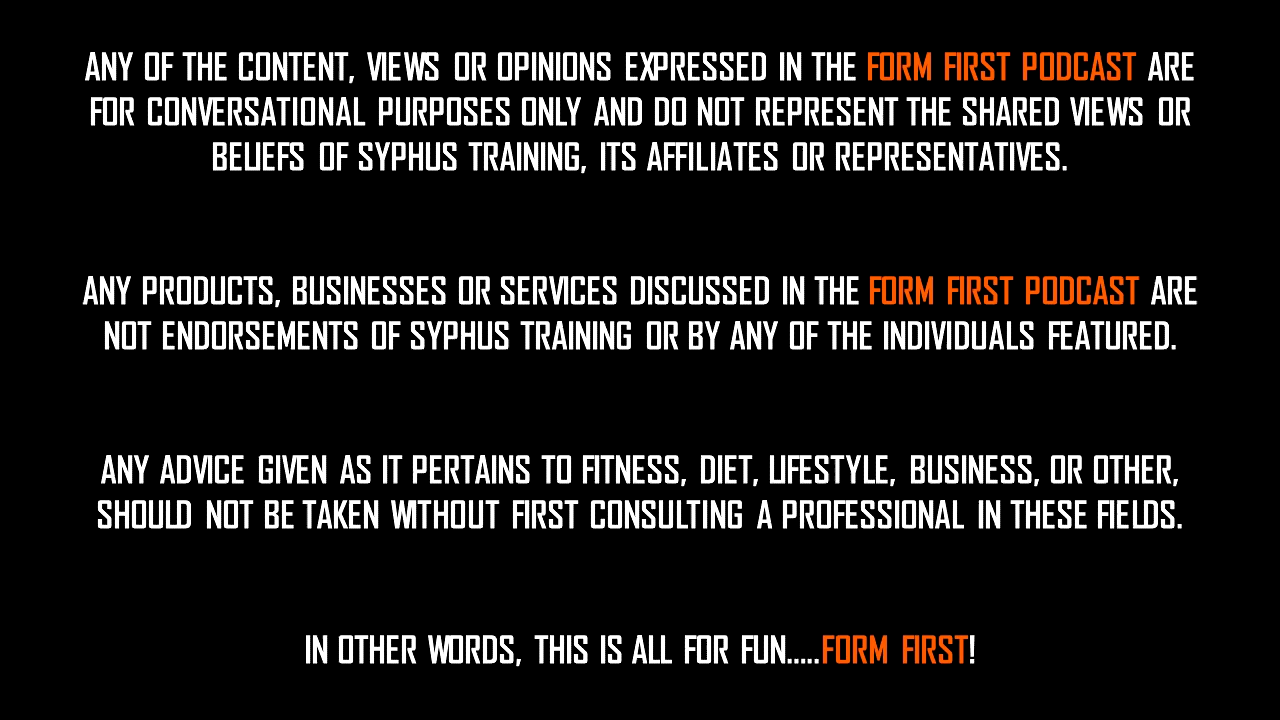 ANY OF THE CONTENT, VIEWS OR OPINIONS EXPRESSED IN THE FORM FIRST PODCAST ARE
FOR CONVERSATIONAL PURPOSES ONLY AND DO NOT REPRESENT THE SHARED VIEWS OR
BELIEFS OF SYPHUS TRAINING, ITS AFFILIATES OR REPRESENTATIVES.
ANY PRODUCTS, BUSINESSES OR SERVICES DISCUSSED IN THE FORM FIRST PODCAST ARE
NOT ENDORSEMENTS OF SYPHUS TRAINING OR BY ANY OF THE INDIVIDUALS FEATURED.
ANY ADVICE GIVEN AS IT PERTAINS TO FITNESS, DIET, LIFESTYLE, BUSINESS, OR OTHER,
SHOULD NOT BE TAKEN WITHOUT FIRST CONSULTING A PROFESSIONAL IN THESE FIELDS.
IN OTHER WORDS, THIS IS ALL FOR FUN.....FORM FIRST!